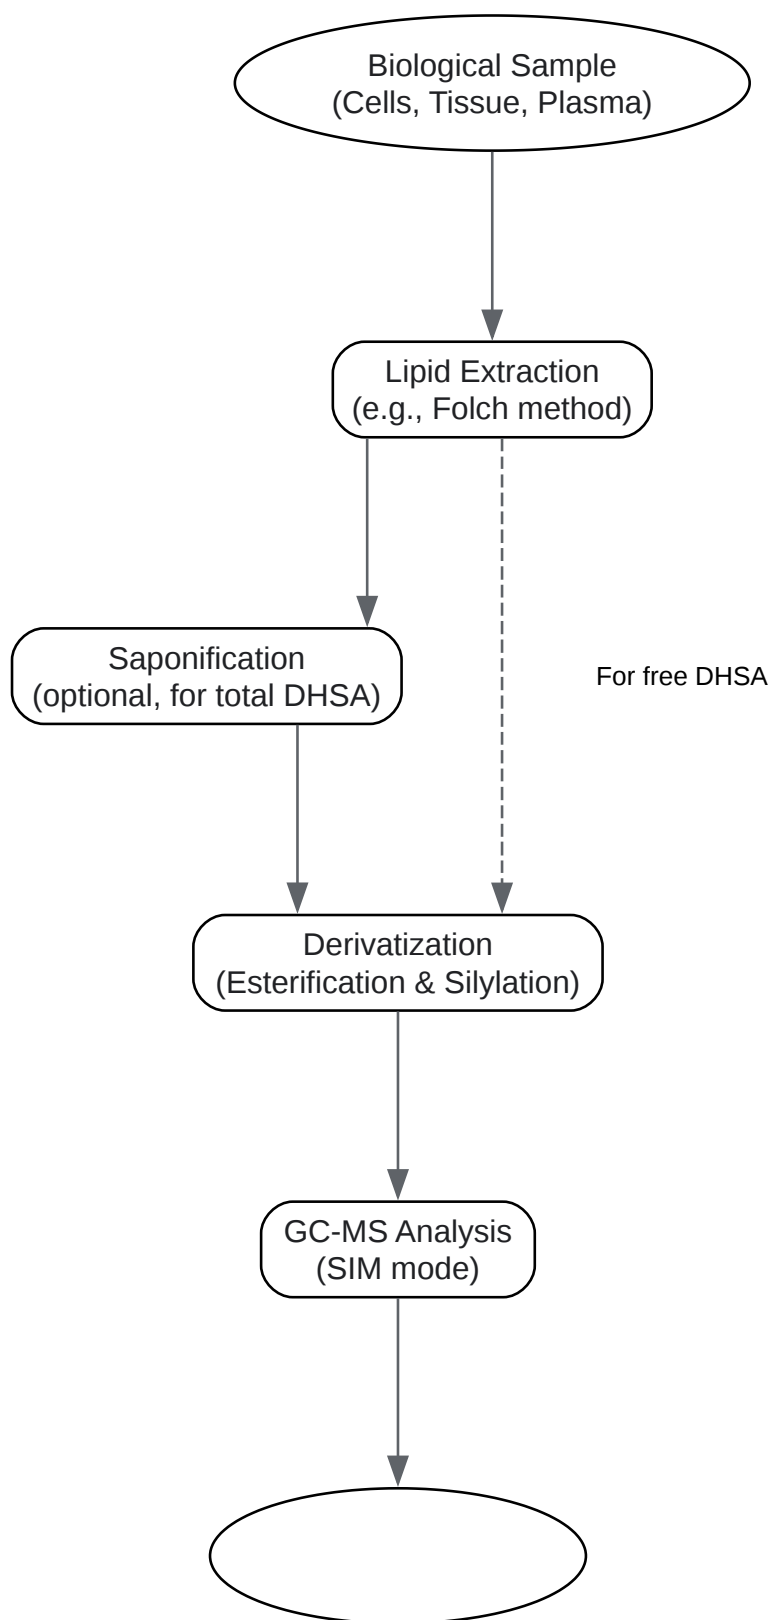 Biological Sample
(Cells, Tissue, Plasma)
Lipid Extraction
(e.g., Folch method)
Saponification
(optional, for total DHSA)
For free DHSA
Derivatization
(Esterification & Silylation)
GC-MS Analysis
(SIM mode)